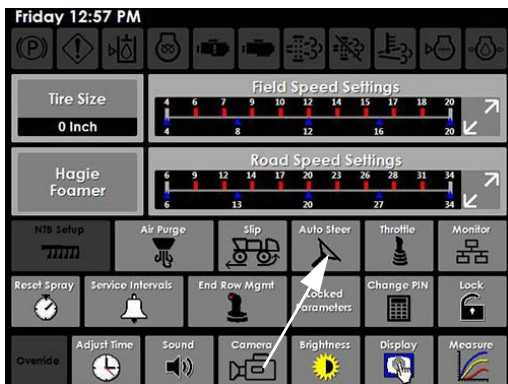 Friday 12:57 PM
(P)
Tire Size
0 Inch
Field Speed Settings
4 6 7 9 10 12 14 15 17 18 20
4 8 12 16 20
Hagie
Foamer
Road Speed Settings
6 9 12 14 17 20 23 26 28 31 34
6 13 20 27 34
NTB Setup Air Purge Slip Auto Steer Throttle Monitor
Reset Spray Service Intervals End Row Mgmt Locked Parameters Change PIN Lock
Override Adjust Time Sound Camera Brightness Display Measure